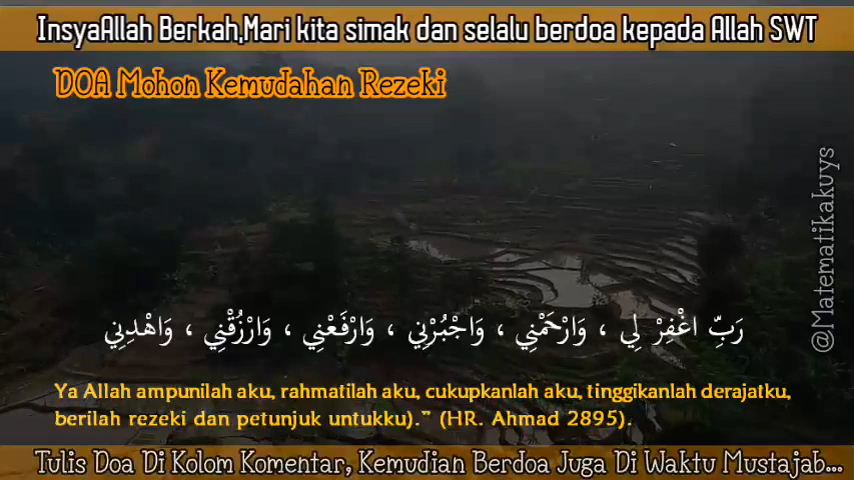 InsyaAllah Berkah,Mari kita simak dan selalu berdoa kepada Allah SWT
DOA Mohon Kemudahan Rezeki
@Matematikakuys
رَبِّ اغْفِرْ لِي ، وَارْحَمْنِي ، وَاجْبُرْنِي ، وَارْفَعْنِي ، وَارْزُقْنِي ، وَاهْدِنِي
Ya Allah ampunilah aku, rahmatilah aku, cukupkanlah aku, tinggikanlah derajatku,
berilah rezeki dan petunjuk untukku).” (HR. Ahmad 2895).
Tulis Doa Di Kolom Komentar, Kemudian Berdoa Juga Di Waktu Mustajab...